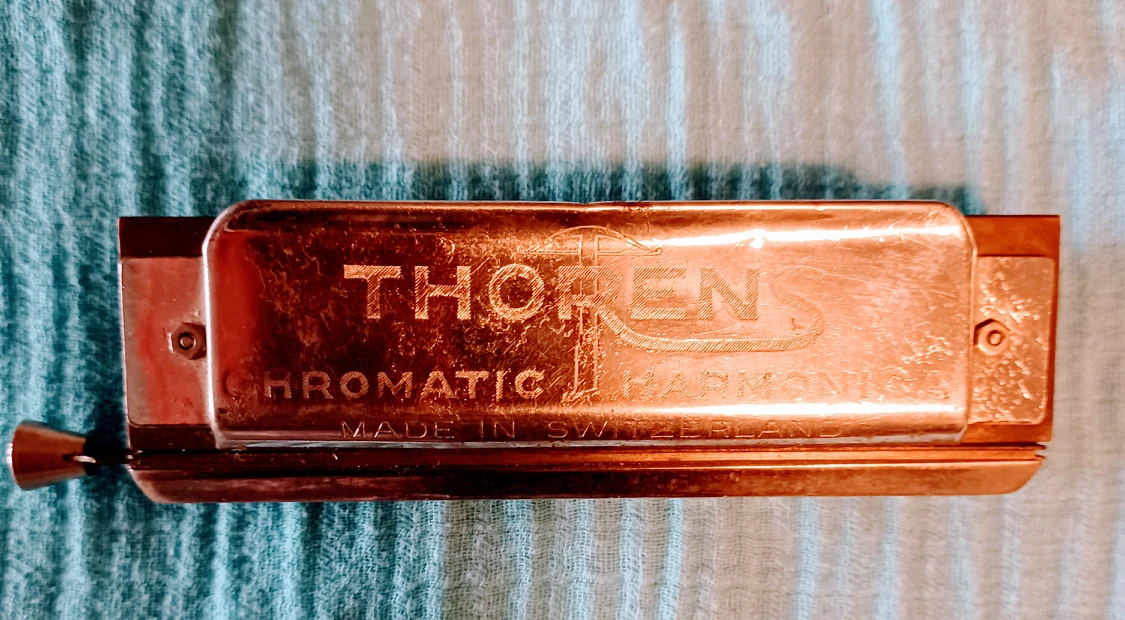 THORENS
CHROMATIC HARMONICA
MADE IN SWITZERLAND